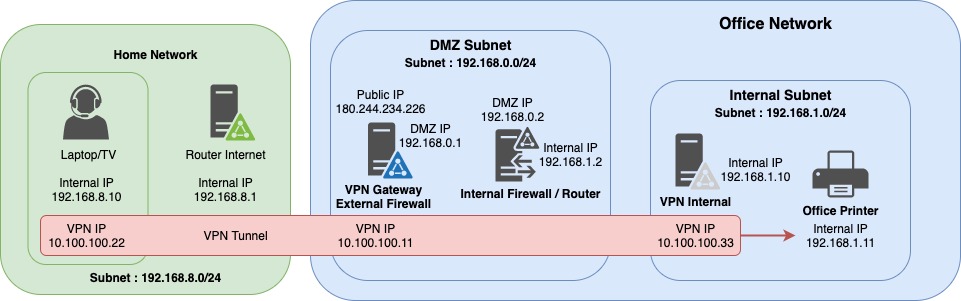 Office Network
Home Network
DMZ Subnet
Subnet : 192.168.0.0/24
Internal Subnet
Subnet : 192.168.1.0/24
Laptop/TV
Internal IP
192.168.8.10
Router Internet
Internal IP
192.168.8.1
Public IP
180.244.234.226
DMZ IP
192.168.0.1
VPN Gateway
External Firewall
DMZ IP
192.168.0.2
Internal IP
192.168.1.2
Internal Firewall / Router
Internal IP
192.168.1.10
VPN Internal
Office Printer
Internal IP
192.168.1.11
VPN IP
10.100.100.22
VPN Tunnel
VPN IP
10.100.100.11
VPN IP
10.100.100.33
Subnet : 192.168.8.0/24